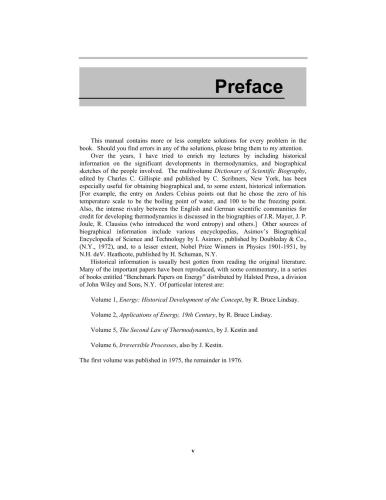 Preface
This manual contains more or less complete solutions for every problem in the
book. Should you find errors in any of the solutions, please bring them to my attention.
Over the years, I have tried to enrich my lectures by including historical
information on the significant developments in thermodynamics, and biographical
sketches of the people involved. The multivolume Dictionary of Scientific Biography,
edited by Charles C. Gillispie and published by C. Scribners, New York, has been
especially useful for obtaining biographical and, to some extent, historical information.
[For example, the entry on Anders Celsius points out that he chose the zero of his
temperature scale to be the boiling point of water, and 100 to be the freezing point.
Also, the intense rivalry between the English and German scientific communities for
credit for developing thermodynamics is discussed in the biographies of J.R. Mayer, J. P.
Joule, R. Clausius (who introduced the word entropy) and others.] Other sources of
biographical information include various encyclopedias, Asimov's Biographical
Encyclopedia of Science and Technology by I. Asimov, published by Doubleday & Co.,
(N.Y., 1972), and, to a lesser extent, Nobel Prize Winners in Physics 1901-1951, by
N.H. deV. Heathcote, published by H. Schuman, N.Y.
Historical information is usually best gotten from reading the original literature.
Many of the important papers have been reproduced, with some commentary, in a series
of books entitled "Benchmark Papers on Energy" distributed by Halsted Press, a division
of John Wiley and Sons, N.Y. Of particular interest are:
Volume 1, Energy: Historical Development of the Concept, by R. Bruce Lindsay.
Volume 2, Applications of Energy, 19th Century, by R. Bruce Lindsay.
Volume 5, The Second Law of Thermodynamics, by J. Kestin and
Volume 6, Irreversible Processes, also by J. Kestin.
The first volume was published in 1975, the remainder in 1976.
v